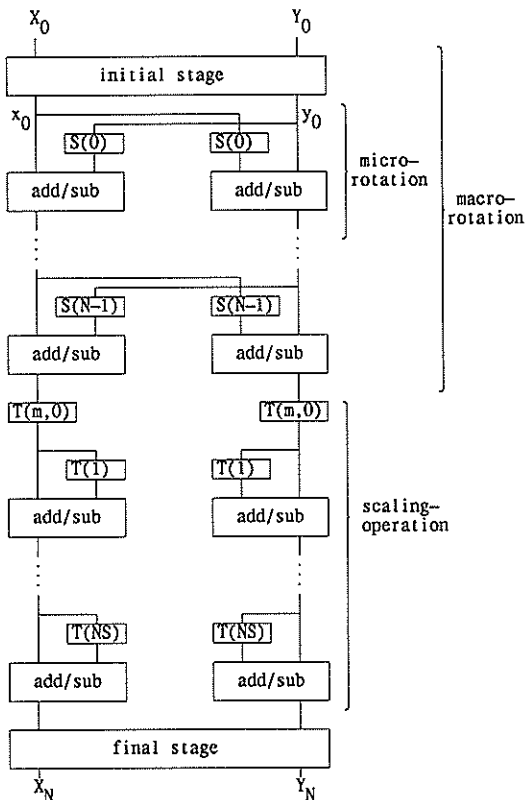 X0 Y0
initial stage
x0 y0
S(0) S(0)
micro-
rotation
add/sub add/sub
macro-
rotation
S(N-1) S(N-1)
add/sub add/sub
T(m,0) T(m,0)
T(1) T(1)
add/sub add/sub
scaling-
operation
T(NS) T(NS)
add/sub add/sub
final stage
XN YN